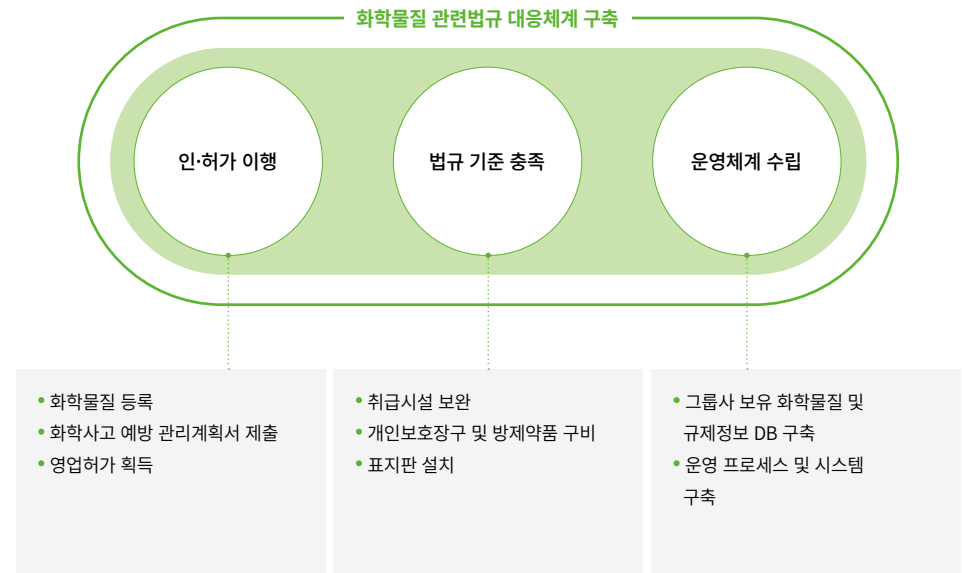 화학물질 관련법규 대응체계 구축
인·허가 이행
법규 기준 충족
운영체계 수립
• 화학물질 등록
• 화학사고 예방 관리계획서 제출
• 영업허가 획득
• 취급시설 보완
• 개인보호장구 및 방제약품 구비
• 표지판 설치
• 그룹사 보유 화학물질 및
규제정보 DB 구축
• 운영 프로세스 및 시스템
구축